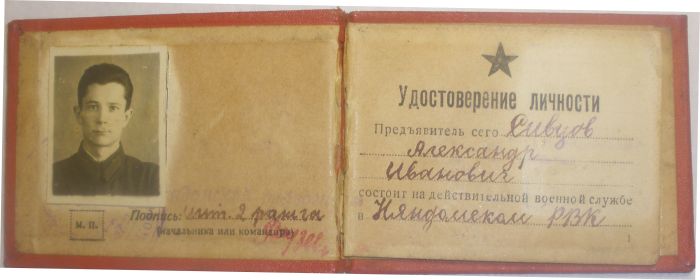 Подпись: инт. 2 ранга
(начальника или командира)
М. П.
Удостоверение личности
Предъявитель сего Сивцов
Александр
Иванович
состоит на действительной военной службе
в Няндомском РВК
1